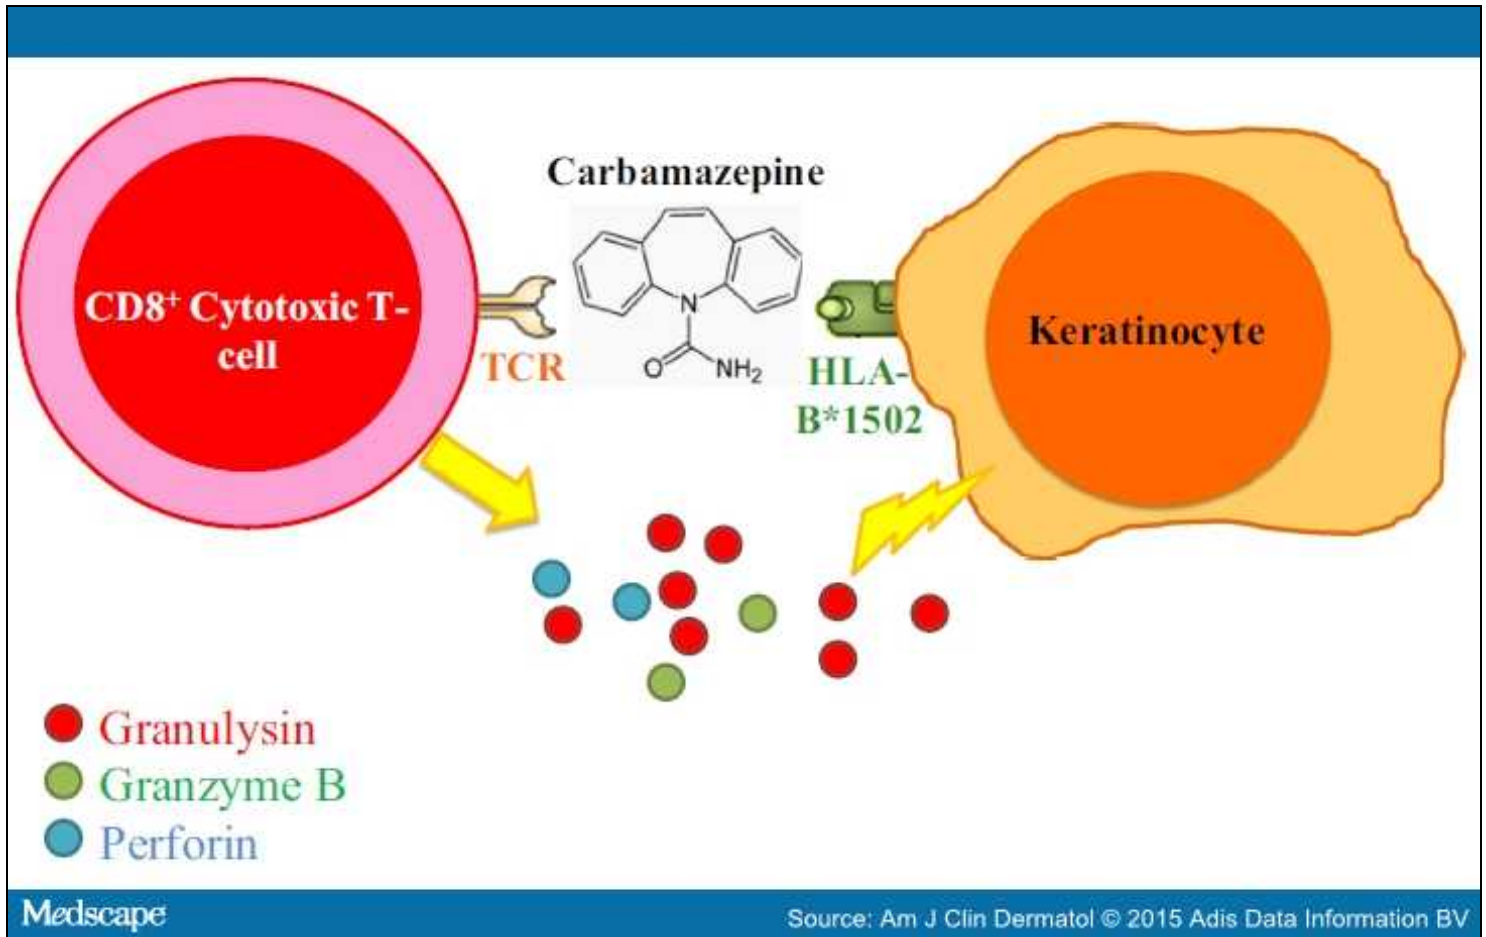 Carbamazepine
CD8⁺ Cytotoxic T-
cell
TCR
N
O
NH₂
HLA-
B*1502
Keratinocyte
Granulysin
Granzyme B
Perforin
Medscape
Source: Am J Clin Dermatol © 2015 Adis Data Information BV